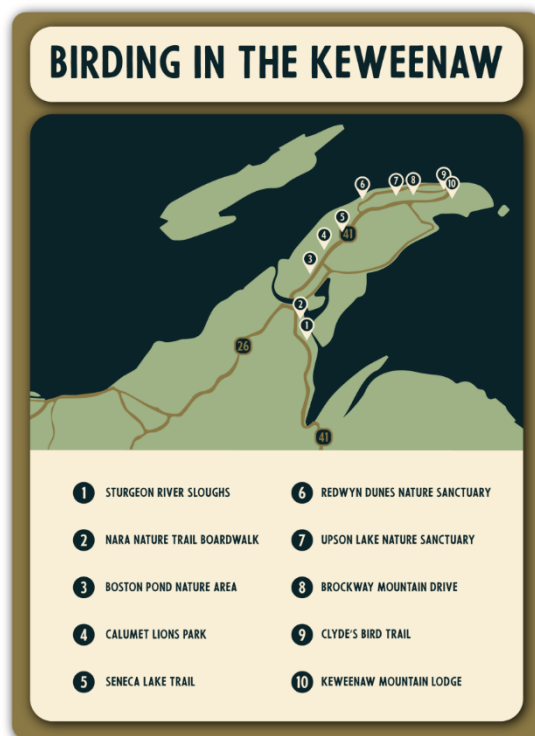 BIRDING IN THE KEWEENAW
6
7
8
9
10
5
41
4
3
2
1
26
41
1 STURGEON RIVER SLOUGHS
2 NARA NATURE TRAIL BOARDWALK
3 BOSTON POND NATURE AREA
4 CALUMET LIONS PARK
5 SENECA LAKE TRAIL
6 REDWYN DUNES NATURE SANCTUARY
7 UPSON LAKE NATURE SANCTUARY
8 BROCKWAY MOUNTAIN DRIVE
9 CLYDE'S BIRD TRAIL
10 KEWEENAW MOUNTAIN LODGE